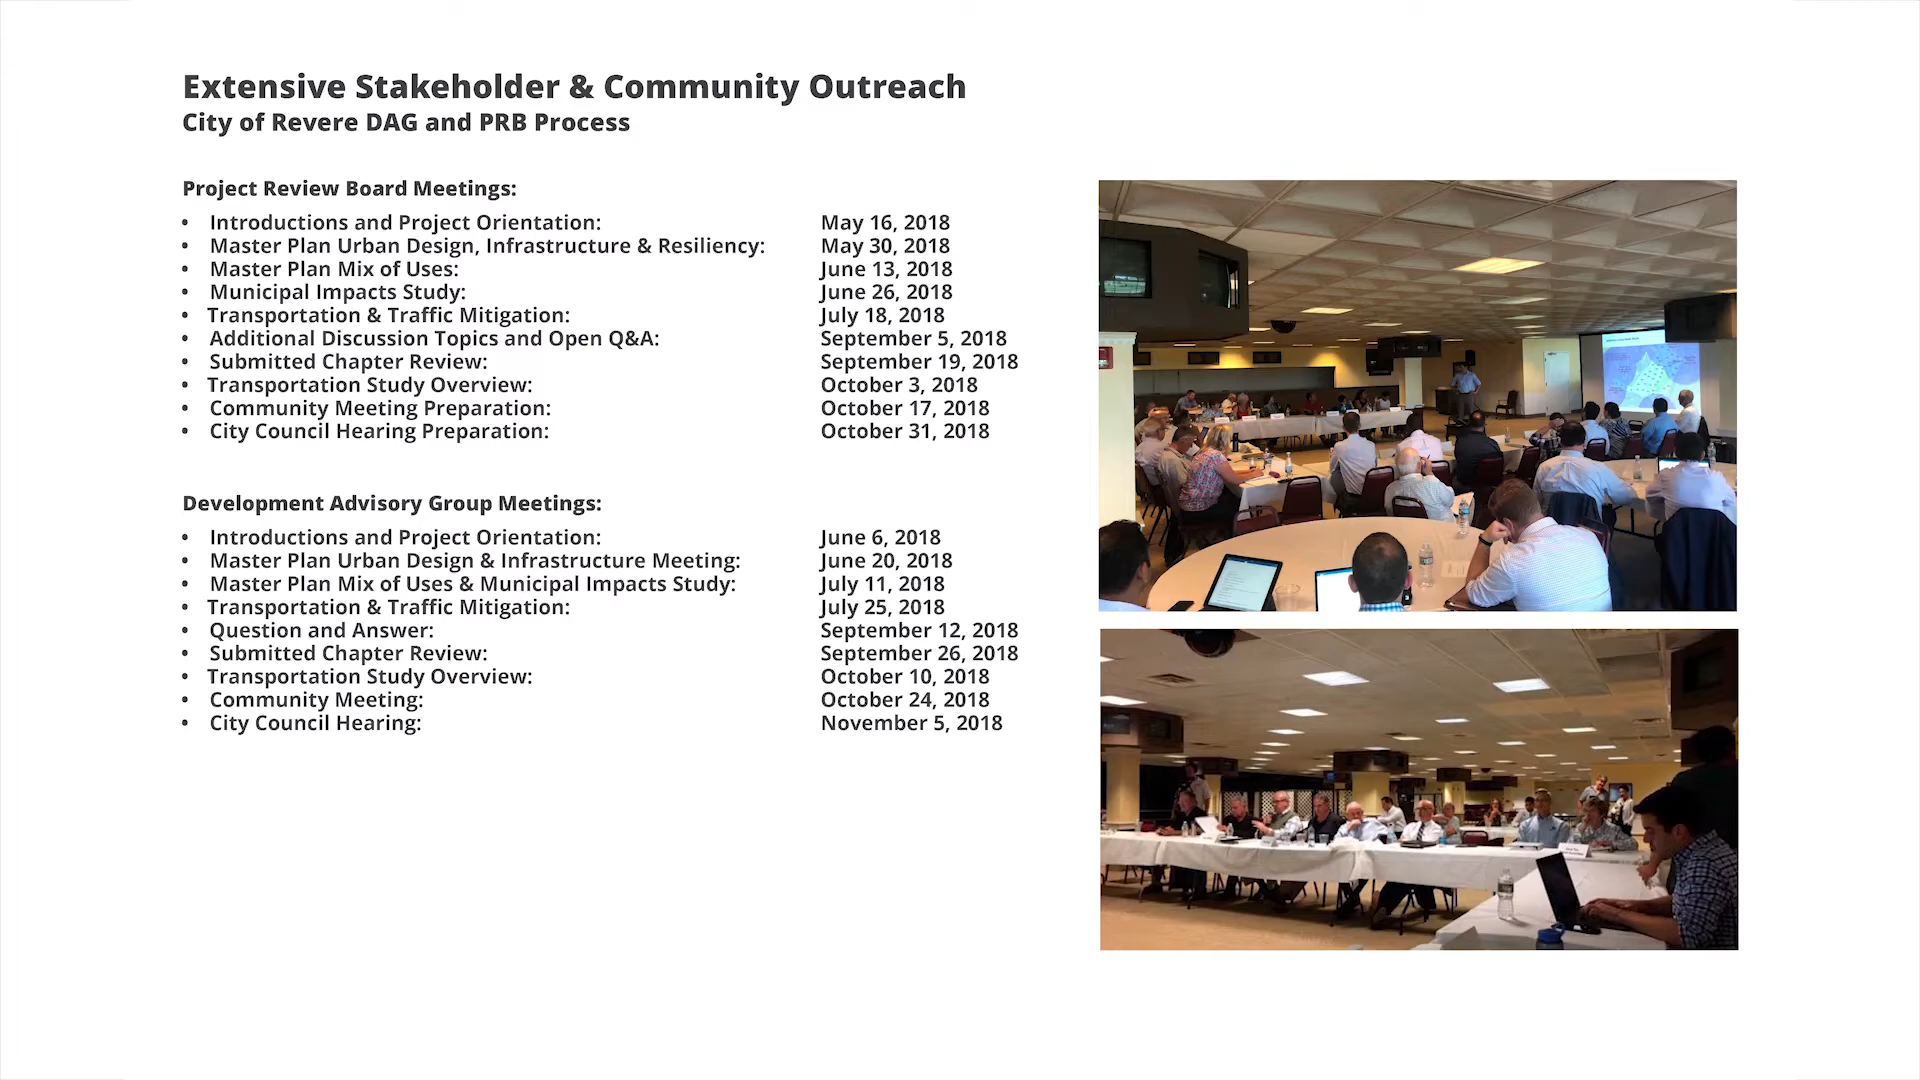 Extensive Stakeholder & Community Outreach
City of Revere DAG and PRB Process
Project Review Board Meetings:
• Introductions and Project Orientation: May 16, 2018
• Master Plan Urban Design, Infrastructure & Resiliency: May 30, 2018
• Master Plan Mix of Uses: June 13, 2018
• Municipal Impacts Study: June 26, 2018
• Transportation & Traffic Mitigation: July 18, 2018
• Additional Discussion Topics and Open Q&A: September 5, 2018
• Submitted Chapter Review: September 19, 2018
• Transportation Study Overview: October 3, 2018
• Community Meeting Preparation: October 17, 2018
• City Council Hearing Preparation: October 31, 2018
Development Advisory Group Meetings:
• Introductions and Project Orientation: June 6, 2018
• Master Plan Urban Design & Infrastructure Meeting: June 20, 2018
• Master Plan Mix of Uses & Municipal Impacts Study: July 11, 2018
• Transportation & Traffic Mitigation: July 25, 2018
• Question and Answer: September 12, 2018
• Submitted Chapter Review: September 26, 2018
• Transportation Study Overview: October 10, 2018
• Community Meeting: October 24, 2018
• City Council Hearing: November 5, 2018